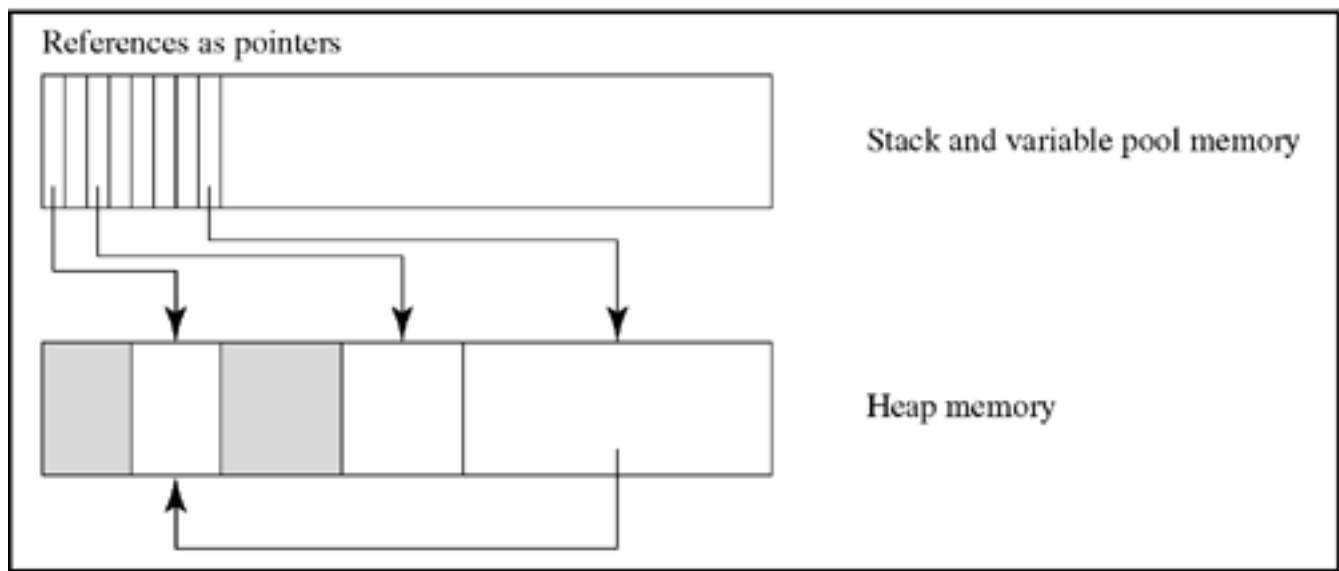 References as pointers
Stack and variable pool memory
Heap memory